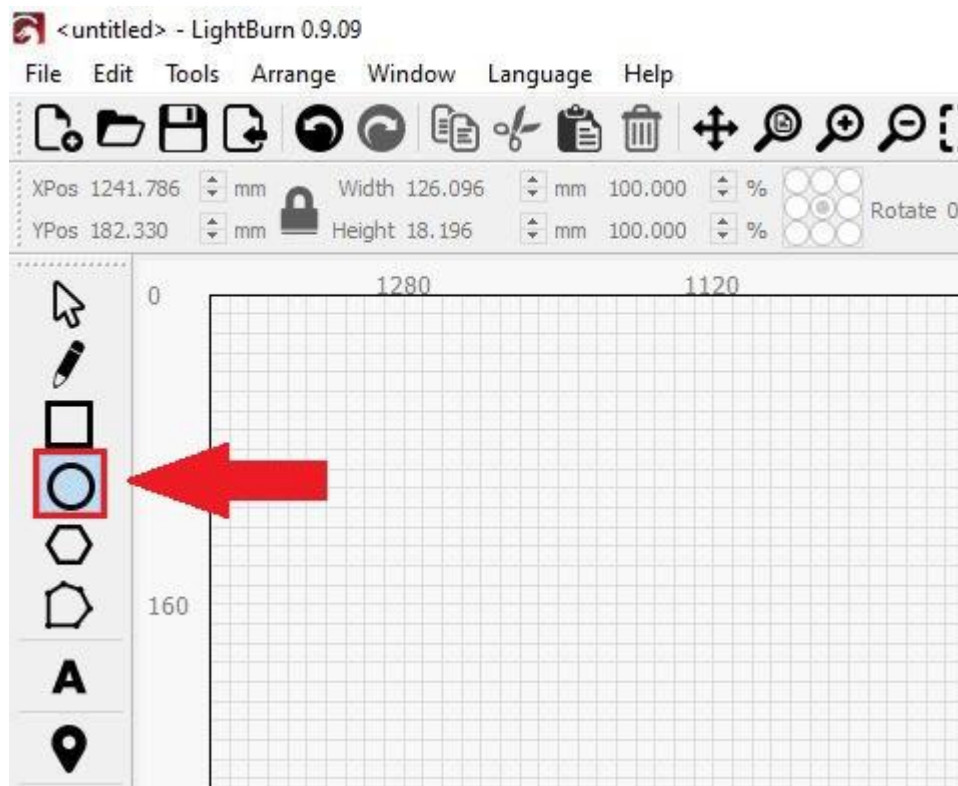 <untitled> - LightBurn 0.9.09
File Edit Tools Arrange Window Language Help
XPos 1241.786 mm Width 126.096 mm 100.000 % Rotate 0
YPos 182.330 mm Height 18.196 mm 100.000 %
0 1280 1120
160
A